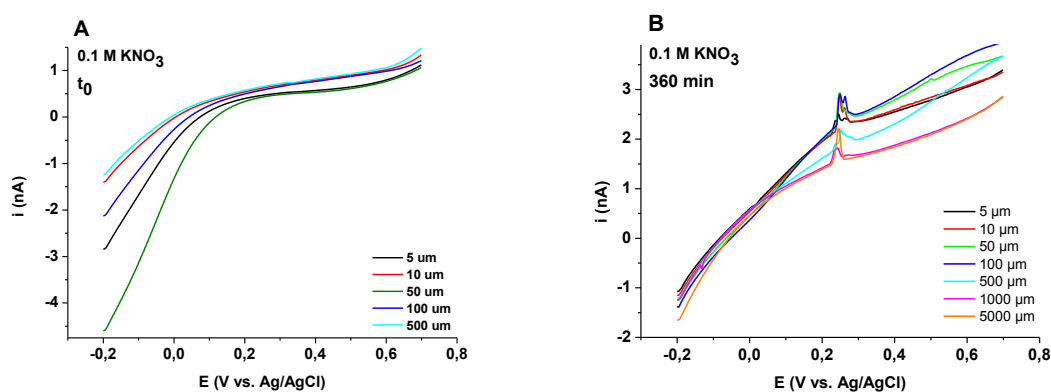 A
0.1 M KNO₃
t₀
i (nA)
1
0
-1
-2
-3
-4
-0,2
0,0
0,2
0,4
0,6
0,8
E (V vs. Ag/AgCl)
5 um
10 um
50 um
100 um
500 um
B
0.1 M KNO₃
360 min
i (nA)
3
2
1
0
-1
-2
-0,2
0,0
0,2
0,4
0,6
0,8
E (V vs. Ag/AgCl)
5 µm
10 µm
50 µm
100 µm
500 µm
1000 µm
5000 µm